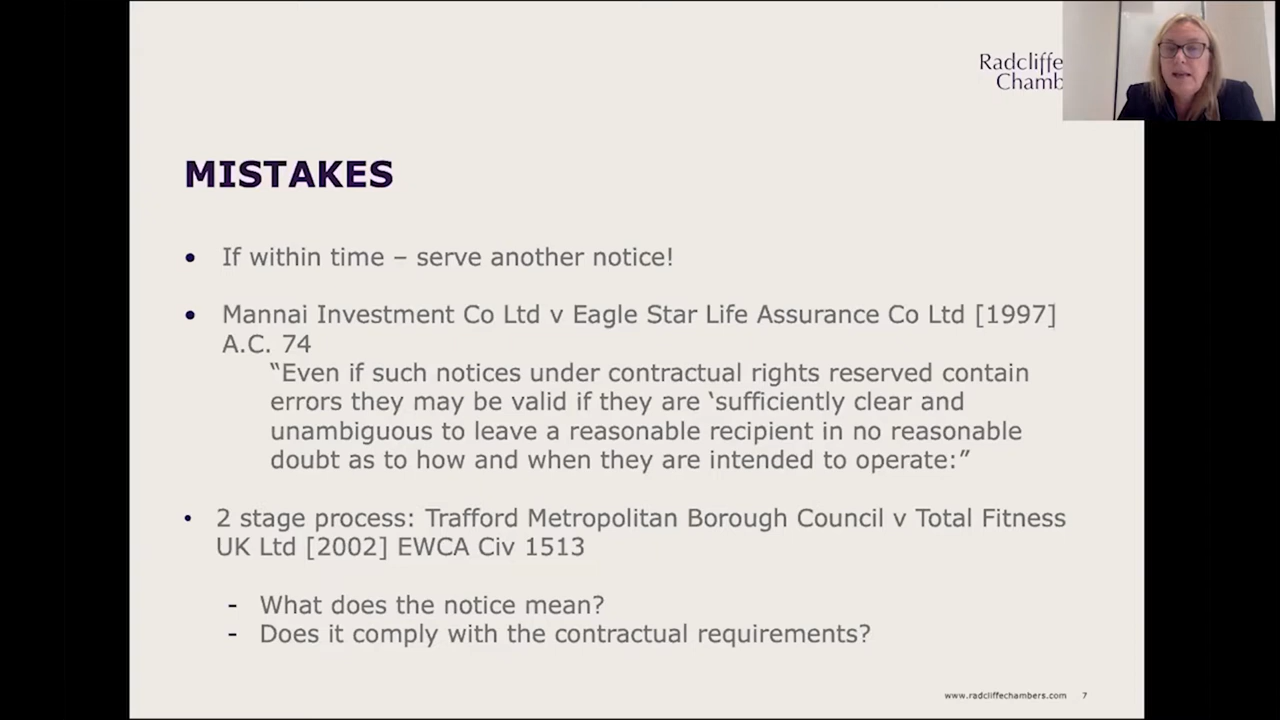 Radcliffe
Chamb
MISTAKES
• If within time – serve another notice!
• Mannai Investment Co Ltd v Eagle Star Life Assurance Co Ltd [1997]
A.C. 74
“Even if such notices under contractual rights reserved contain
errors they may be valid if they are ‘sufficiently clear and
unambiguous to leave a reasonable recipient in no reasonable
doubt as to how and when they are intended to operate:”
• 2 stage process: Trafford Metropolitan Borough Council v Total Fitness
UK Ltd [2002] EWCA Civ 1513
- What does the notice mean?
- Does it comply with the contractual requirements?
www.radcliffechambers.com 7